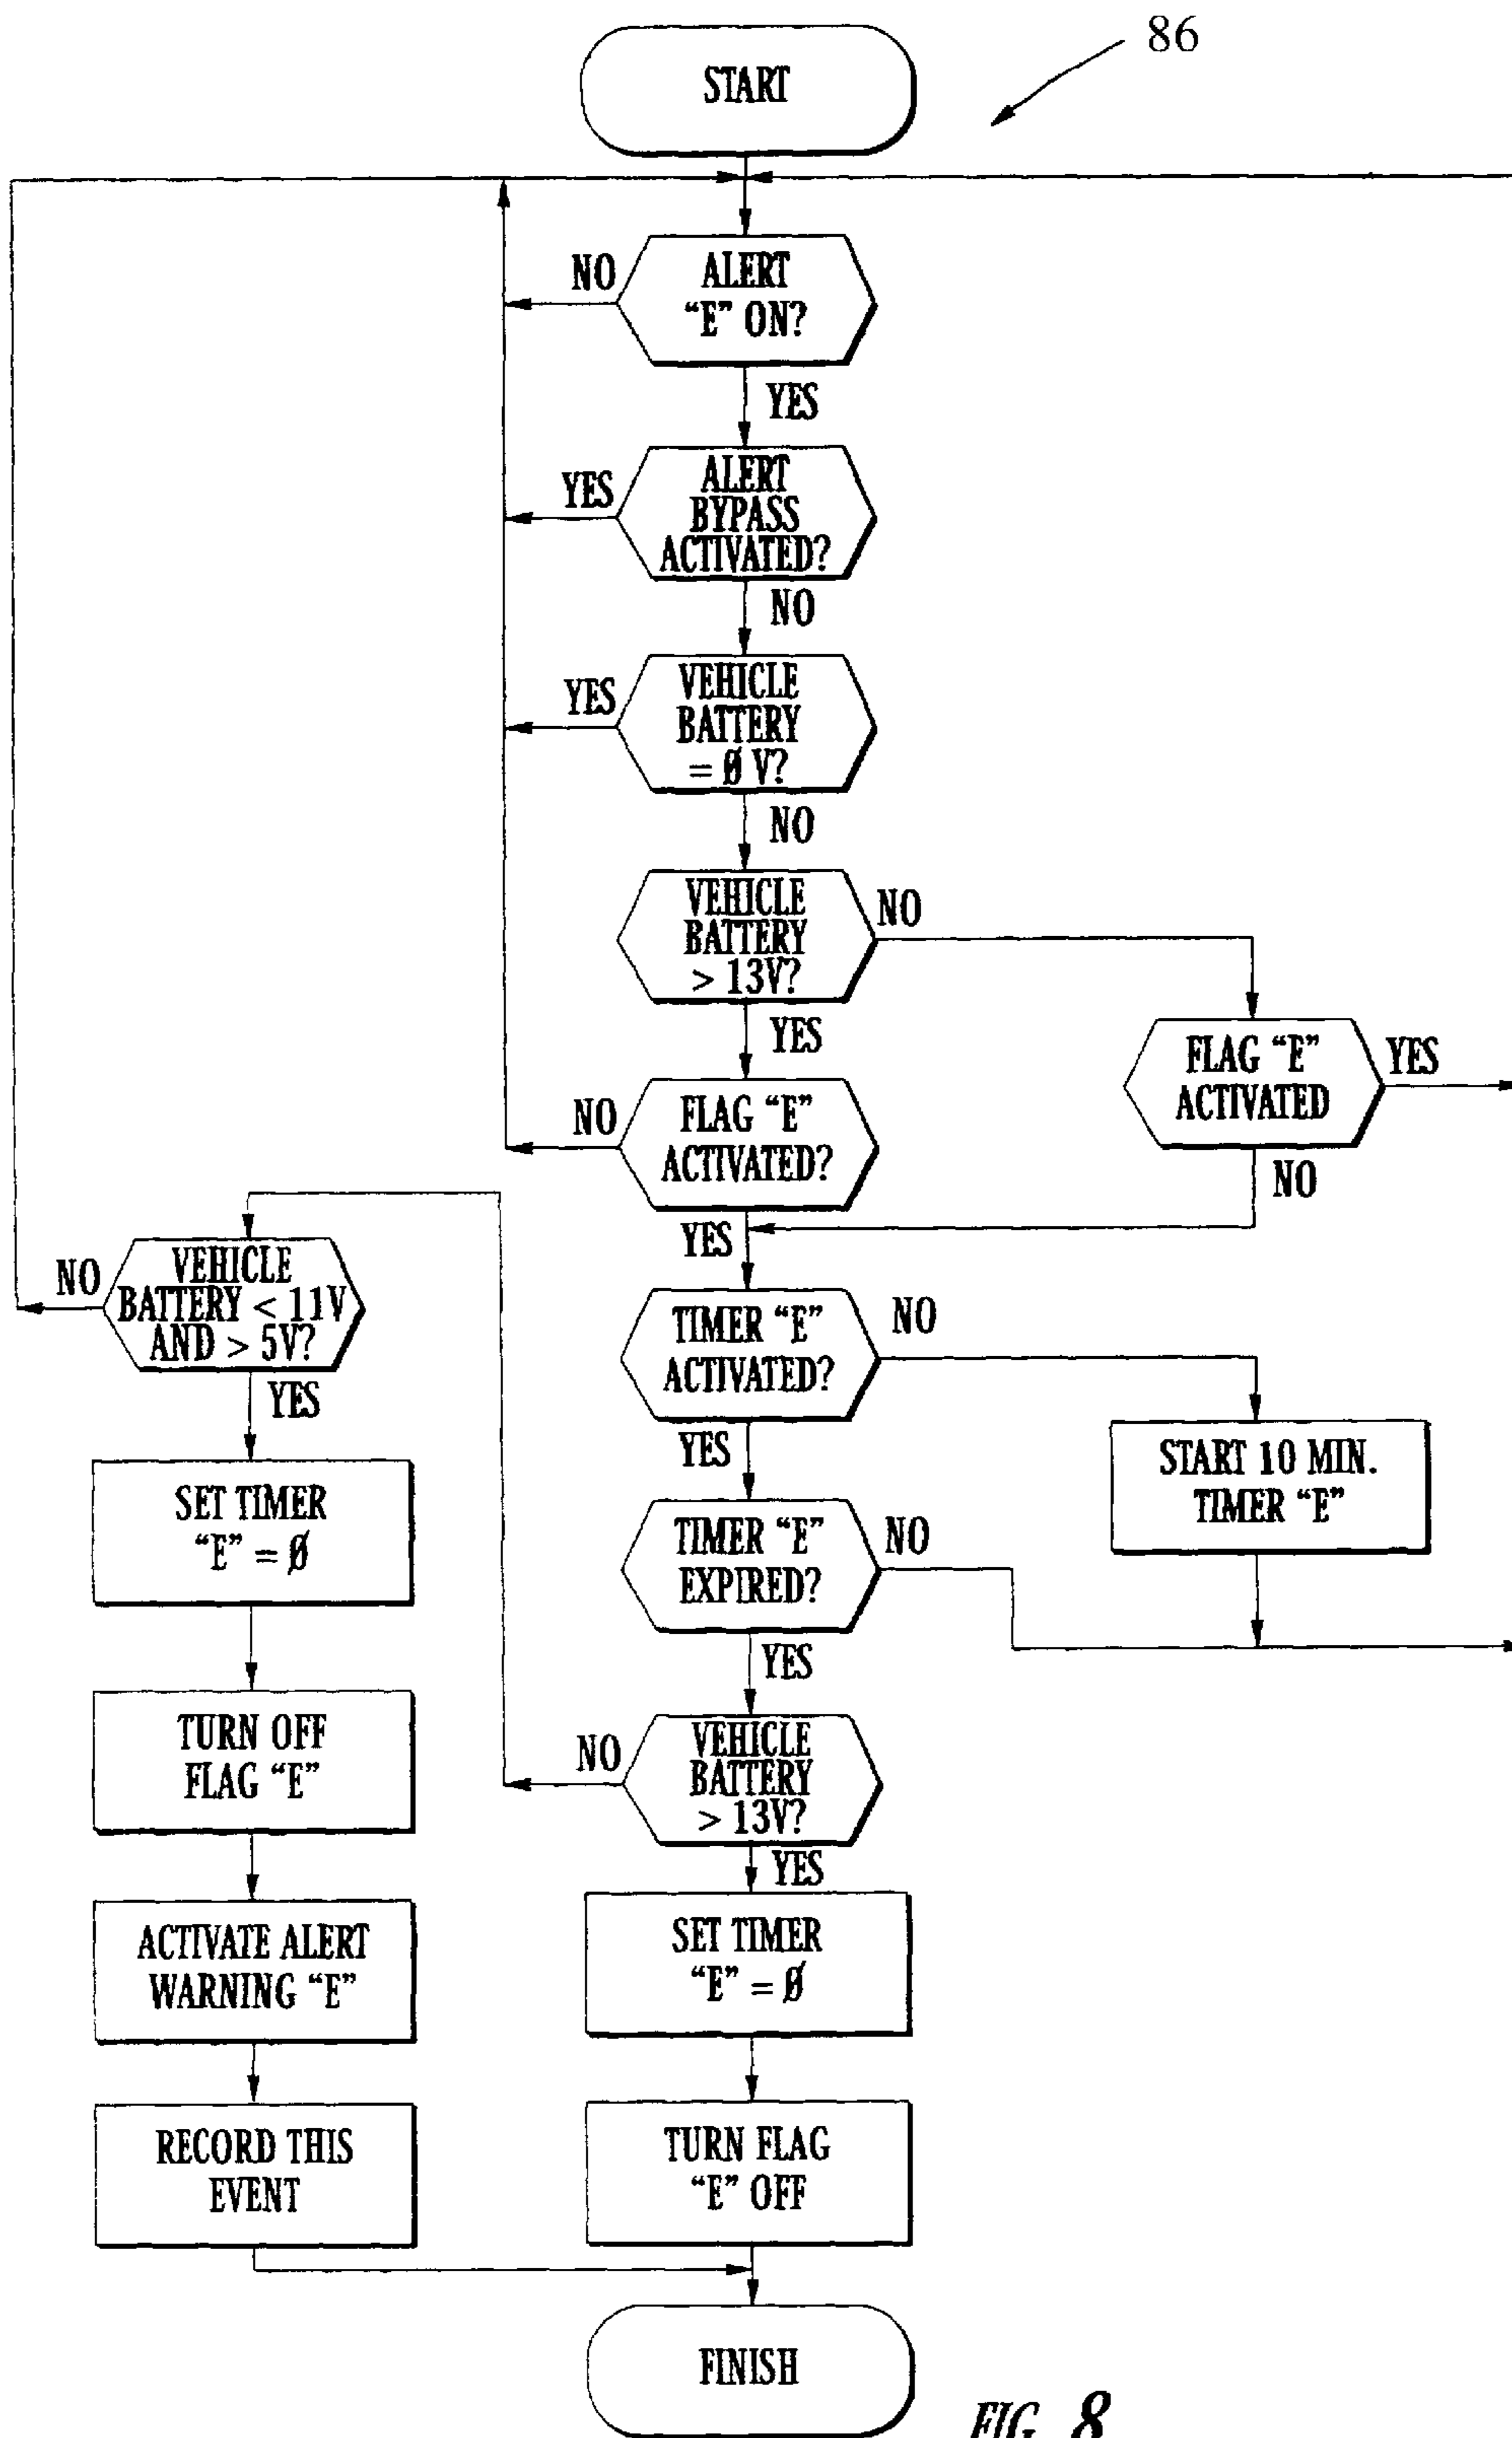 86
START
ALERT
“E” ON?
NO
YES
ALERT
BYPASS
ACTIVATED?
YES
NO
VEHICLE
BATTERY
= Ø V?
YES
NO
VEHICLE
BATTERY
> 13V?
NO
YES
FLAG “E”
ACTIVATED
YES
NO
FLAG “E”
ACTIVATED?
NO
YES
VEHICLE
BATTERY < 11V
AND > 5V?
NO
YES
TIMER “E”
ACTIVATED?
NO
YES
START 10 MIN.
TIMER “E”
SET TIMER
“E” = Ø
TIMER “E”
EXPIRED?
NO
YES
TURN OFF
FLAG “E”
VEHICLE
BATTERY
> 13V?
NO
YES
ACTIVATE ALERT
WARNING “E”
SET TIMER
“E” = Ø
RECORD THIS
EVENT
TURN FLAG
“E” OFF
FINISH
FIG. 8